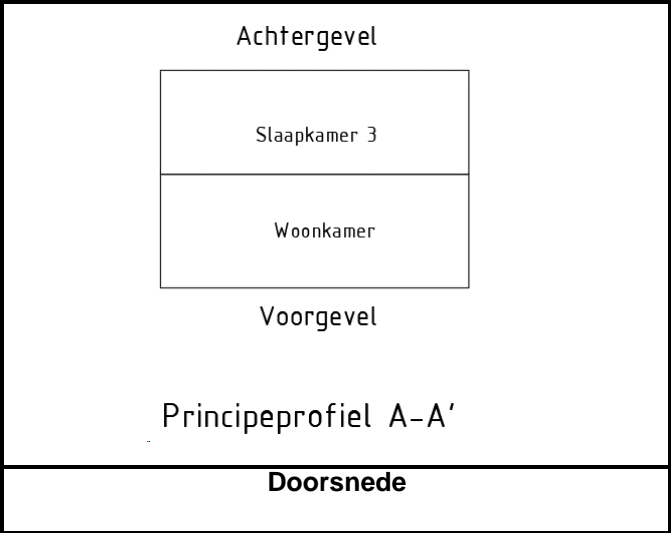 Achtergevel
Slaapkamer 3
Woonkamer
Voorgevel
Principeprofiel A-A'
Doorsnede